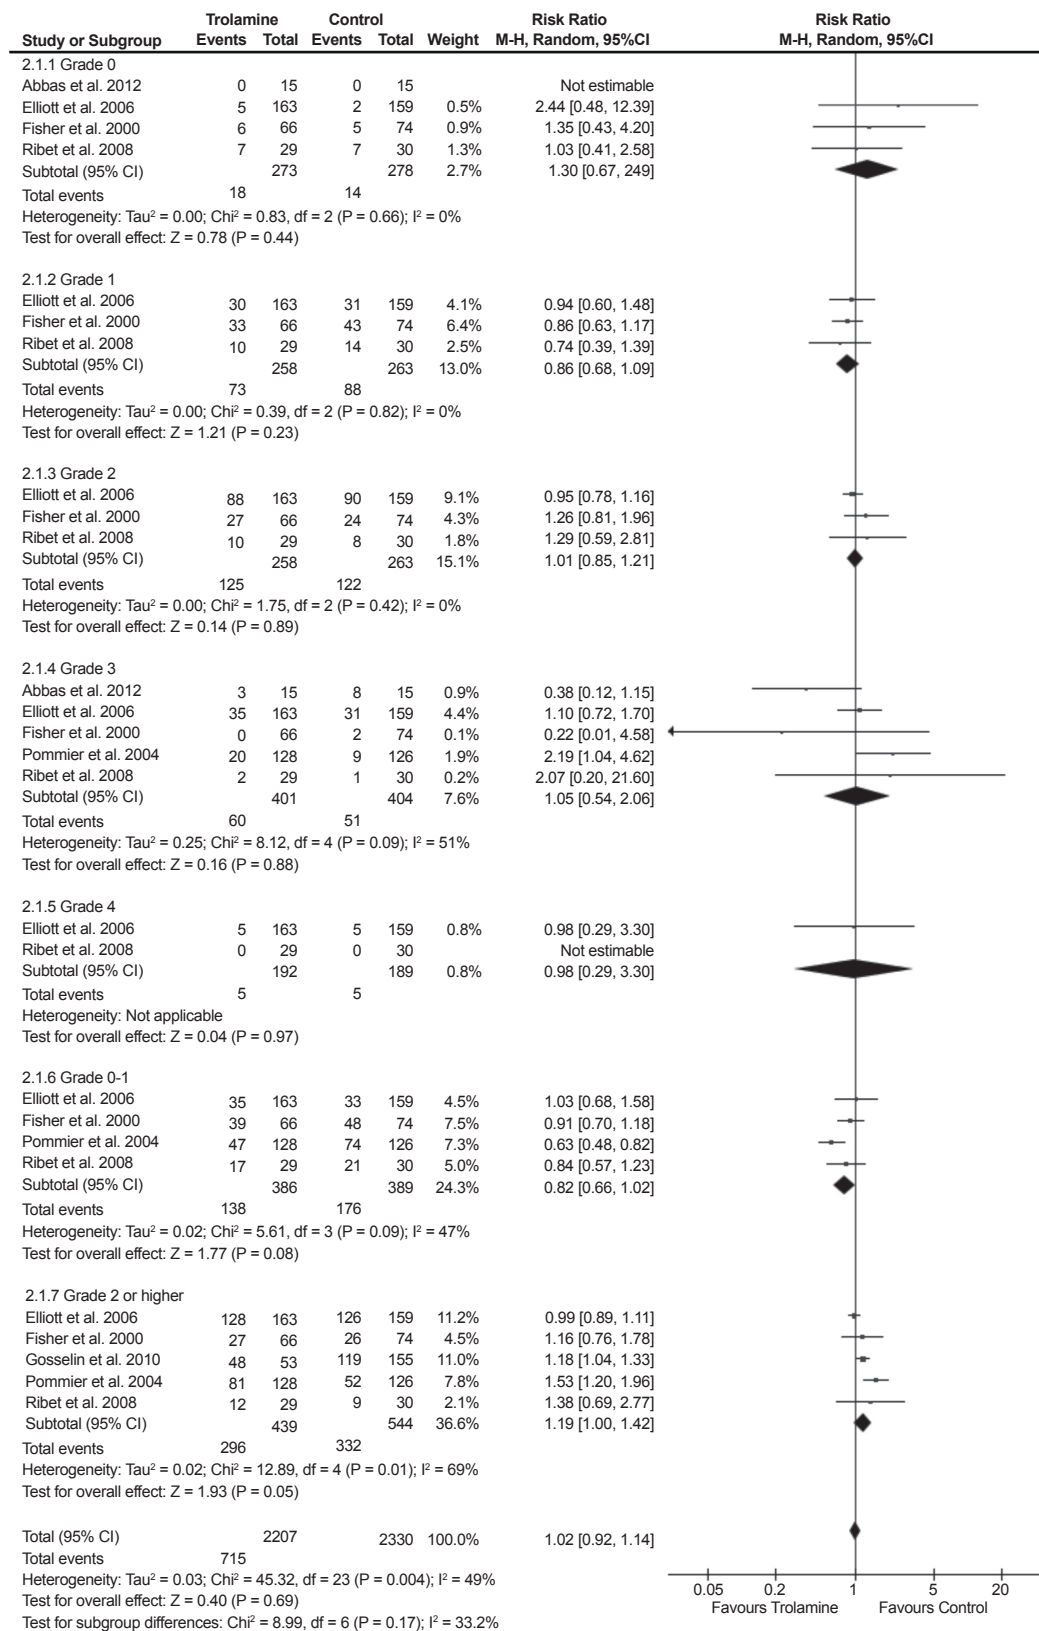 Trolamine Control Risk Ratio Risk Ratio
Study or Subgroup Events Total Events Total Weight M-H, Random, 95%CI M-H, Random, 95%CI
2.1.1 Grade 0
Abbas et al. 2012 0 15 0 15 Not estimable
Elliott et al. 2006 5 163 2 159 0.5% 2.44 [0.48, 12.39]
Fisher et al. 2000 6 66 5 74 0.9% 1.35 [0.43, 4.20]
Ribet et al. 2008 7 29 7 30 1.3% 1.03 [0.41, 2.58]
Subtotal (95% CI) 273 278 2.7% 1.30 [0.67, 249]
Total events 18 14
Heterogeneity: Tau² = 0.00; Chi² = 0.83, df = 2 (P = 0.66); I² = 0%
Test for overall effect: Z = 0.78 (P = 0.44)
2.1.2 Grade 1
Elliott et al. 2006 30 163 31 159 4.1% 0.94 [0.60, 1.48]
Fisher et al. 2000 33 66 43 74 6.4% 0.86 [0.63, 1.17]
Ribet et al. 2008 10 29 14 30 2.5% 0.74 [0.39, 1.39]
Subtotal (95% CI) 258 263 13.0% 0.86 [0.68, 1.09]
Total events 73 88
Heterogeneity: Tau² = 0.00; Chi² = 0.39, df = 2 (P = 0.82); I² = 0%
Test for overall effect: Z = 1.21 (P = 0.23)
2.1.3 Grade 2
Elliott et al. 2006 88 163 90 159 9.1% 0.95 [0.78, 1.16]
Fisher et al. 2000 27 66 24 74 4.3% 1.26 [0.81, 1.96]
Ribet et al. 2008 10 29 8 30 1.8% 1.29 [0.59, 2.81]
Subtotal (95% CI) 258 263 15.1% 1.01 [0.85, 1.21]
Total events 125 122
Heterogeneity: Tau² = 0.00; Chi² = 1.75, df = 2 (P = 0.42); I² = 0%
Test for overall effect: Z = 0.14 (P = 0.89)
2.1.4 Grade 3
Abbas et al. 2012 3 15 8 15 0.9% 0.38 [0.12, 1.15]
Elliott et al. 2006 35 163 31 159 4.4% 1.10 [0.72, 1.70]
Fisher et al. 2000 0 66 2 74 0.1% 0.22 [0.01, 4.58]
Pommier et al. 2004 20 128 9 126 1.9% 2.19 [1.04, 4.62]
Ribet et al. 2008 2 29 1 30 0.2% 2.07 [0.20, 21.60]
Subtotal (95% CI) 401 404 7.6% 1.05 [0.54, 2.06]
Total events 60 51
Heterogeneity: Tau² = 0.25; Chi² = 8.12, df = 4 (P = 0.09); I² = 51%
Test for overall effect: Z = 0.16 (P = 0.88)
2.1.5 Grade 4
Elliott et al. 2006 5 163 5 159 0.8% 0.98 [0.29, 3.30]
Ribet et al. 2008 0 29 0 30 Not estimable
Subtotal (95% CI) 192 189 0.8% 0.98 [0.29, 3.30]
Total events 5 5
Heterogeneity: Not applicable
Test for overall effect: Z = 0.04 (P = 0.97)
2.1.6 Grade 0-1
Elliott et al. 2006 35 163 33 159 4.5% 1.03 [0.68, 1.58]
Fisher et al. 2000 39 66 48 74 7.5% 0.91 [0.70, 1.18]
Pommier et al. 2004 47 128 74 126 7.3% 0.63 [0.48, 0.82]
Ribet et al. 2008 17 29 21 30 5.0% 0.84 [0.57, 1.23]
Subtotal (95% CI) 386 389 24.3% 0.82 [0.66, 1.02]
Total events 138 176
Heterogeneity: Tau² = 0.02; Chi² = 5.61, df = 3 (P = 0.09); I² = 47%
Test for overall effect: Z = 1.77 (P = 0.08)
2.1.7 Grade 2 or higher
Elliott et al. 2006 128 163 126 159 11.2% 0.99 [0.89, 1.11]
Fisher et al. 2000 27 66 26 74 4.5% 1.16 [0.76, 1.78]
Gosselin et al. 2010 48 53 119 155 11.0% 1.18 [1.04, 1.33]
Pommier et al. 2004 81 128 52 126 7.8% 1.53 [1.20, 1.96]
Ribet et al. 2008 12 29 9 30 2.1% 1.38 [0.69, 2.77]
Subtotal (95% CI) 439 544 36.6% 1.19 [1.00, 1.42]
Total events 296 332
Heterogeneity: Tau² = 0.02; Chi² = 12.89, df = 4 (P = 0.01); I² = 69%
Test for overall effect: Z = 1.93 (P = 0.05)
Total (95% CI) 2207 2330 100.0% 1.02 [0.92, 1.14]
Total events 715
Heterogeneity: Tau² = 0.03; Chi² = 45.32, df = 23 (P = 0.004); I² = 49%
Test for overall effect: Z = 0.40 (P = 0.69)
Test for subgroup differences: Chi² = 8.99, df = 6 (P = 0.17); I² = 33.2%
0.05 0.2 1 5 20
Favours Trolamine Favours Control